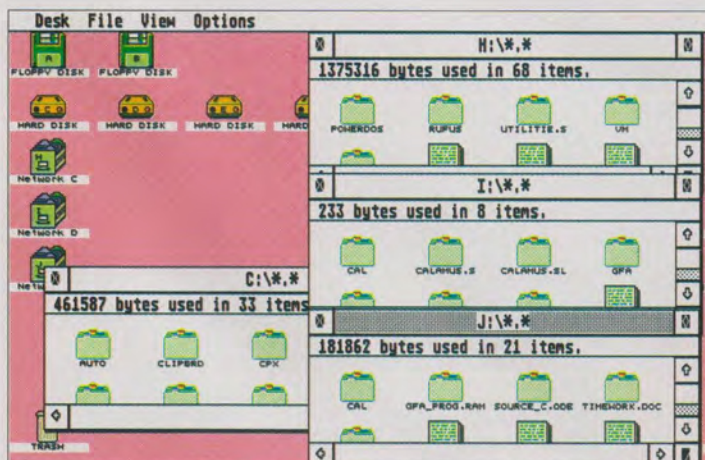 Desk File View Options
FLOPPY DISK FLOPPY DISK
HARD DISK HARD DISK HARD DISK HARD
Network C
Network D
Netw
TRASH
C:\*.*
461587 bytes used in 33 items
AUTO CLIPBRD CPX
H:\*.*
1375316 bytes used in 68 items.
POWERDOS RUFUS UTILITIE.S VM
I:\*.*
233 bytes used in 8 items.
CAL CALAMUS.S CALAMUS.SL GFA
J:\*.*
181862 bytes used in 21 items.
CAL GFA_PROG.RAM SOURCE_C.ODE TIMEWORK.DOC